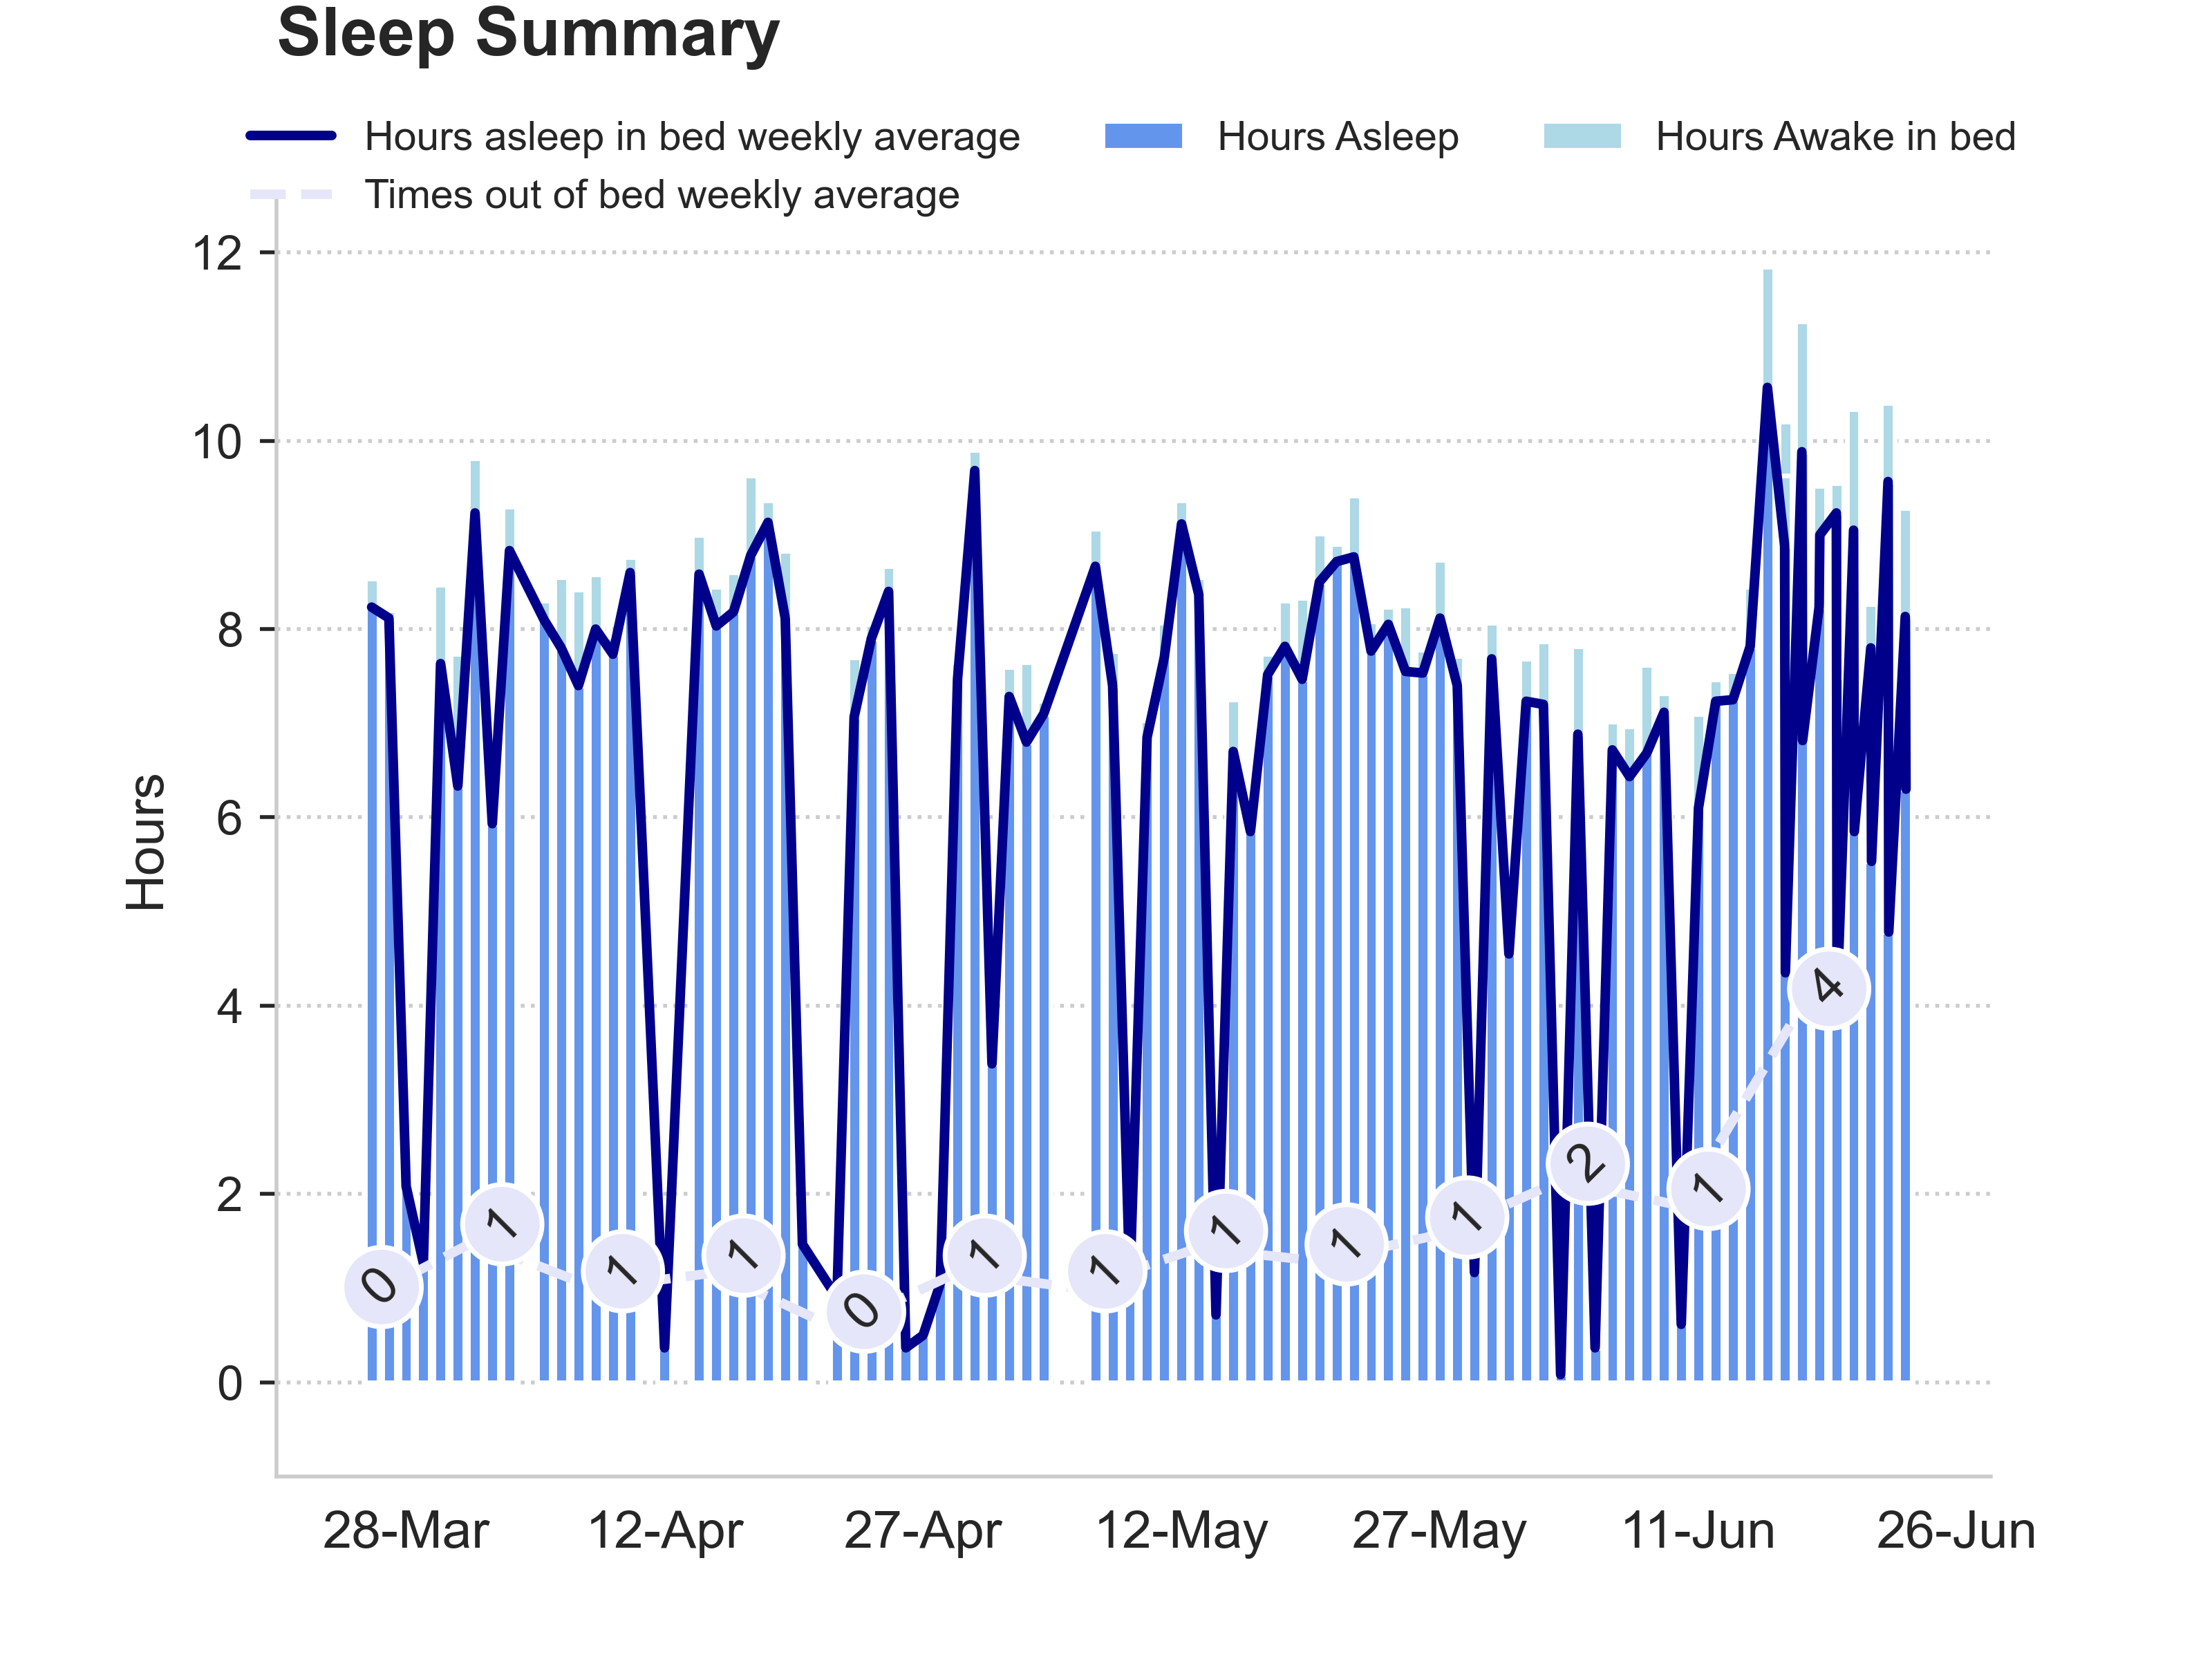 Sleep Summary
Hours asleep in bed weekly average
Hours Asleep
Hours Awake in bed
Times out of bed weekly average
12
10
8
6
4
2
0
Hours
0
1
1
1
0
1
1
1
1
1
2
1
4
28-Mar
12-Apr
27-Apr
12-May
27-May
11-Jun
26-Jun